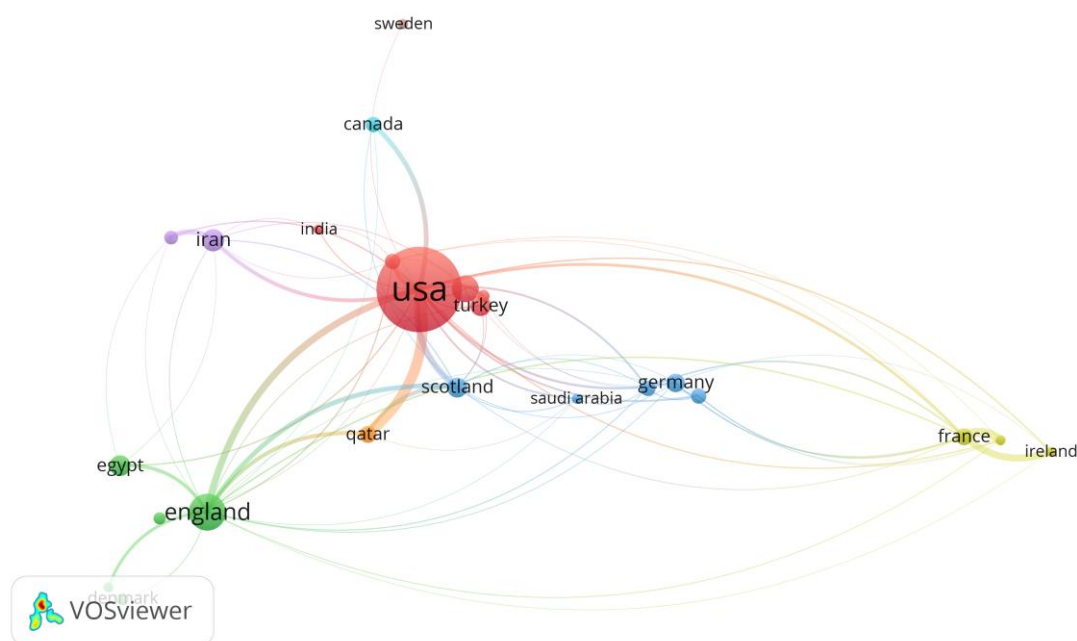 sweden
canada
india
iran
usa
turkey
scotland
germany
saudi arabia
qatar
france
ireland
egypt
england
denmark
VOSviewer